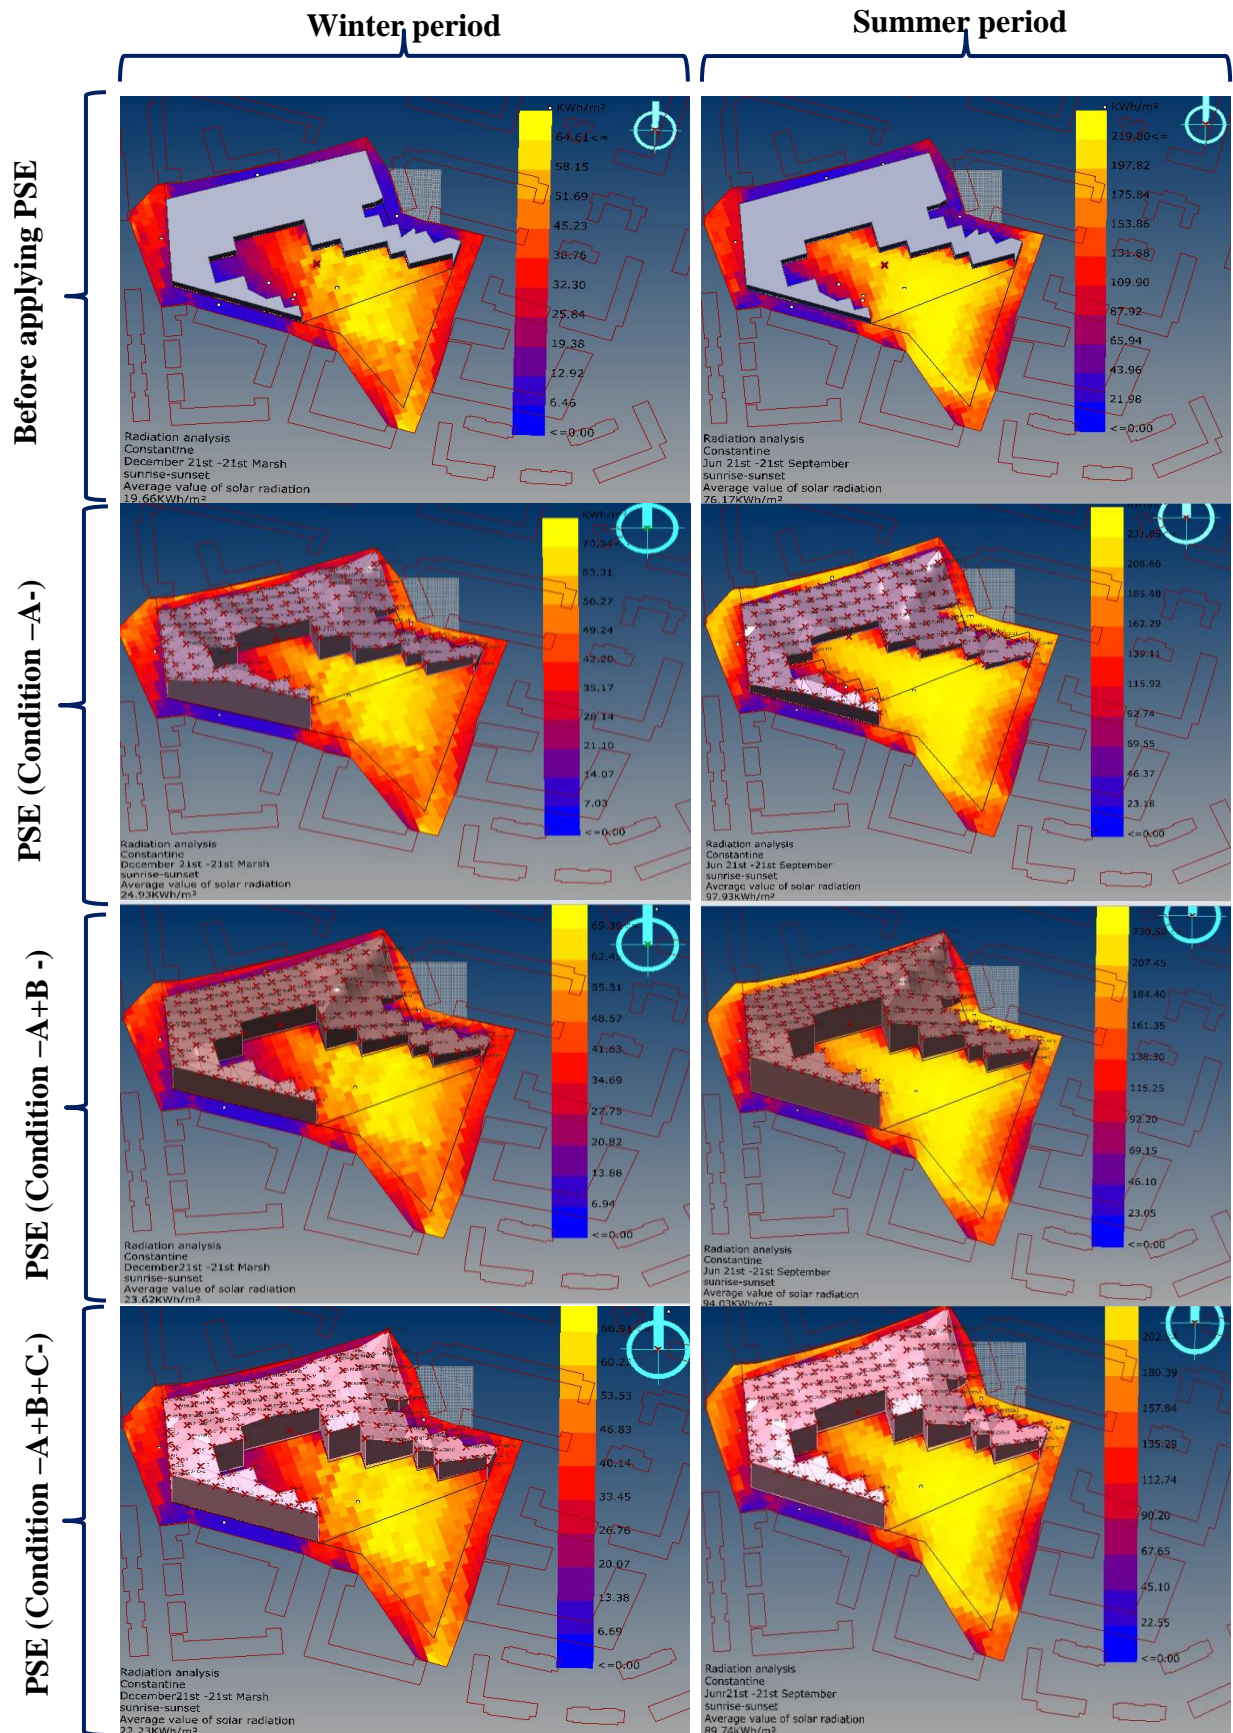 Winter period
Summer period
Before applying PSE
KWh/m²
64.61<=
58.15
51.69
45.23
38.76
32.30
25.84
19.38
12.92
6.46
<=0.00
Radiation analysis
Constantine
December 21st -21st Marsh
sunrise-sunset
Average value of solar radiation
19.66KWh/m²
KWh/m²
219.80<=
197.82
175.84
153.86
131.88
109.90
87.92
65.94
43.96
21.98
<=0.00
Radiation analysis
Constantine
Jun 21st -21st September
sunrise-sunset
Average value of solar radiation
76.17KWh/m²
PSE (Condition –A-)
70.34
63.31
56.27
49.24
42.20
35.17
28.14
21.10
14.07
7.03
<=0.00
Radiation analysis
Constantine
December 21st -21st Marsh
sunrise-sunset
Average value of solar radiation
24.93KWh/m²
231.85
208.66
185.48
162.29
139.11
115.92
92.74
69.55
46.37
23.18
<=0.00
Radiation analysis
Constantine
Jun 21st -21st September
sunrise-sunset
Average value of solar radiation
97.93KWh/m²
PSE (Condition –A+B -)
55.51
48.57
41.63
34.69
27.75
20.82
13.88
6.94
<=0.00
Radiation analysis
Constantine
December21st -21st Marsh
sunrise-sunset
Average value of solar radiation
23.62KWh/m²
207.45
184.40
161.35
138.30
115.25
92.20
69.15
46.10
23.05
<=0.00
Radiation analysis
Constantine
Jun 21st -21st September
sunrise-sunset
Average value of solar radiation
94.03KWh/m²
PSE (Condition –A+B+C-)
66.91
53.53
46.83
40.14
33.45
26.76
20.07
13.38
6.69
<=0.00
Radiation analysis
Constantine
December21st -21st Marsh
sunrise-sunset
Average value of solar radiation
22.23KWh/m²
180.39
157.84
135.29
112.74
90.20
67.65
45.10
22.55
<=0.00
Radiation analysis
Constantine
Junr21st -21st September
sunrise-sunset
Average value of solar radiation
89.74KWh/m²